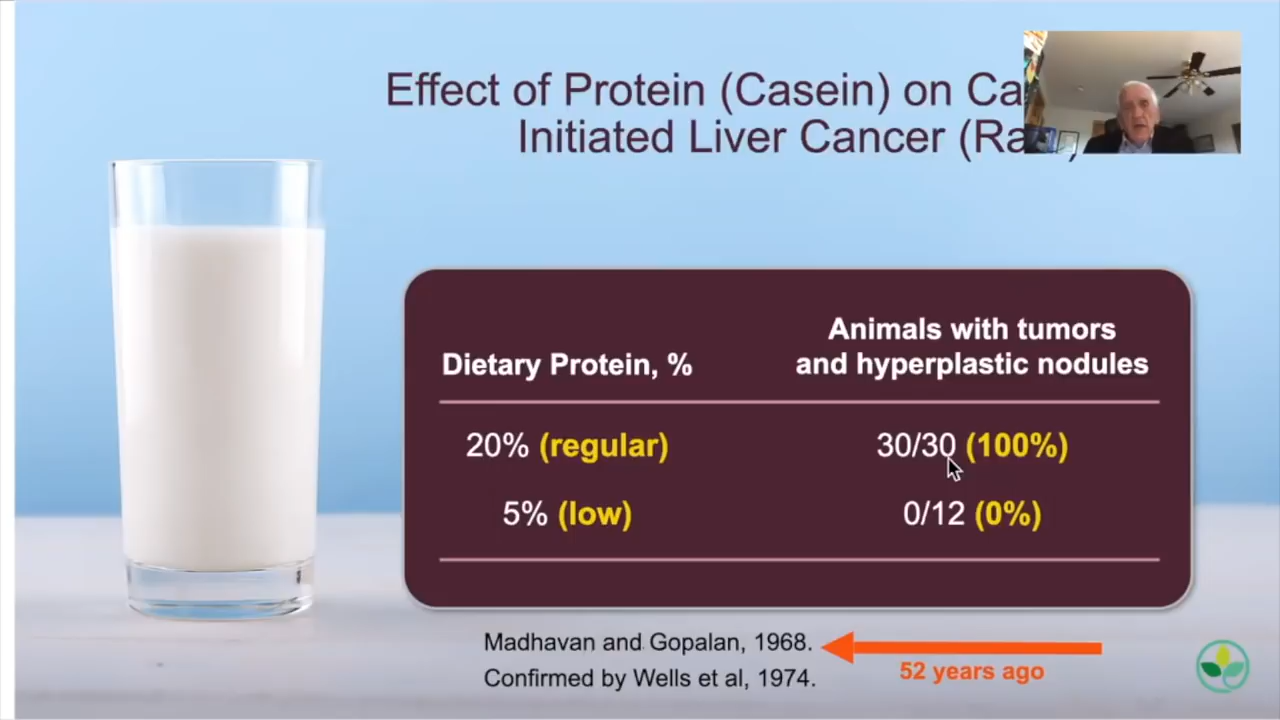 Effect of Protein (Casein) on Ca
Initiated Liver Cancer (Ra
Dietary Protein, %
Animals with tumors
and hyperplastic nodules
20% (regular)
30/30 (100%)
5% (low)
0/12 (0%)
Madhavan and Gopalan, 1968.
Confirmed by Wells et al, 1974.
52 years ago